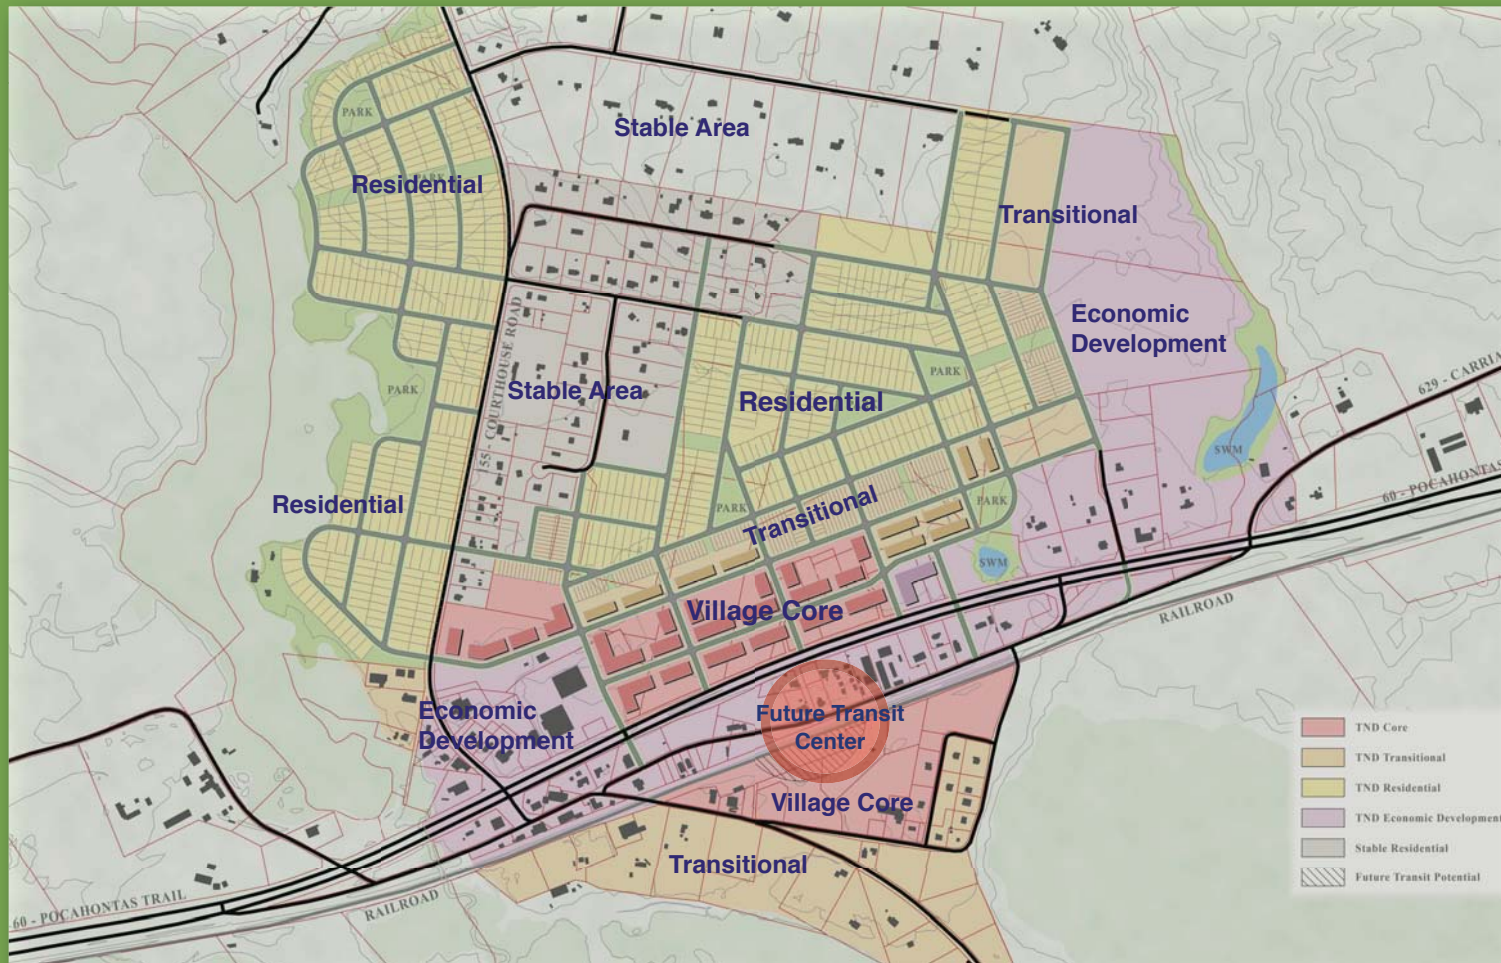 PARK
Residential
PARK
Stable Area
Transitional
Economic
Development
55 - COURTHOUSE ROAD
Stable Area
PARK
Residential
PARK
629 - CARRIA
SWM
60 - POCAHONTAS
Residential
PARK
Transitional
PARK
SWM
Village Core
RAILROAD
Economic
Development
Future Transit
Center
Village Core
Transitional
60 - POCAHONTAS TRAIL
RAILROAD
TND Core
TND Transitional
TND Residential
TND Economic Development
Stable Residential
Future Transit Potential